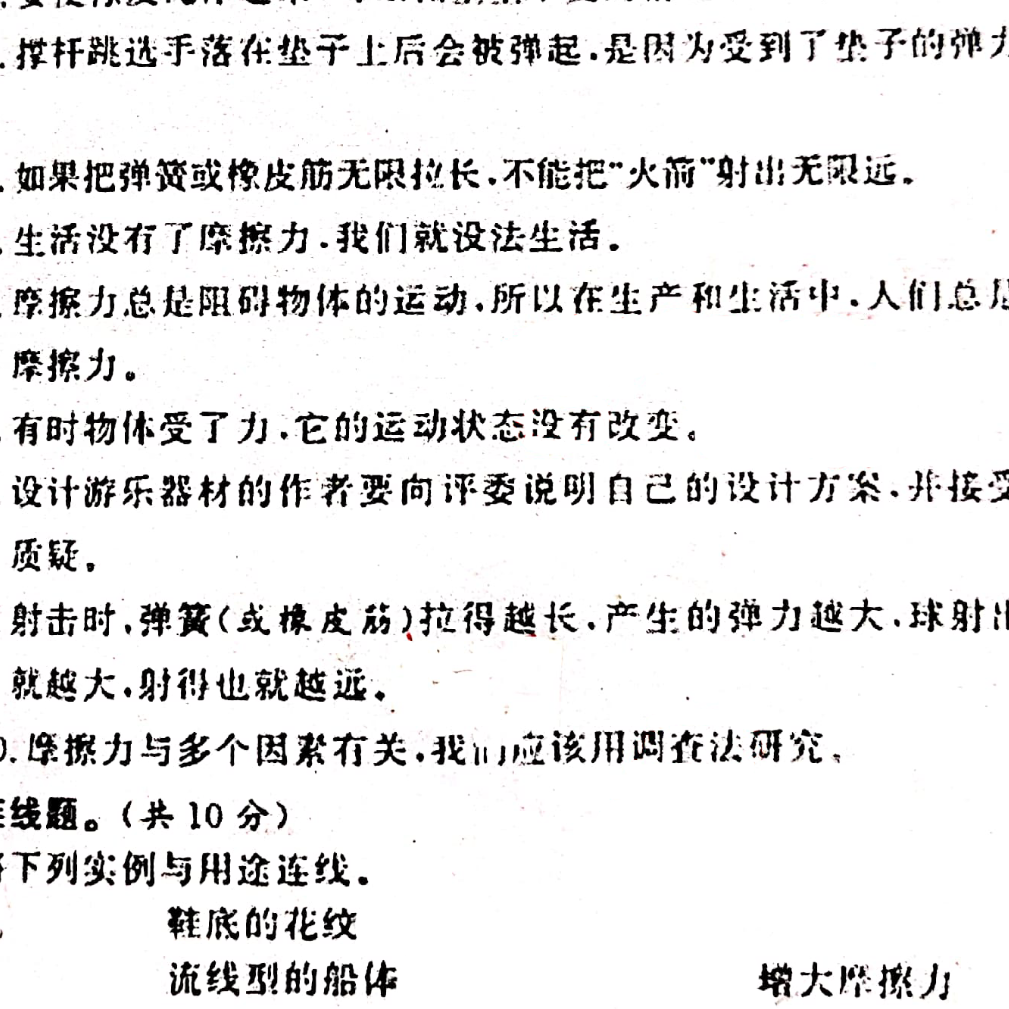 撑杆跳选手落在垫子上后会被弹起,是因为受到了垫子的弹力
如果把弹簧或橡皮筋无限拉长,不能把“火箭”射出无限远。
生活没有了摩擦力,我们就没法生活。
摩擦力总是阻碍物体的运动,所以在生产和生活中,人们总是
摩擦力。
有时物体受了力,它的运动状态没有改变。
设计游乐器材的作者要向评委说明自己的设计方案,并接受
质疑。
射击时,弹簧(或橡皮筋)拉得越长,产生的弹力越大,球射出
就越大,射得也就越远。
0.摩擦力与多个因素有关,我们应该用调查法研究。
线题。(共10分)
下列实例与用途连线。
鞋底的花纹
流线型的船体 增大摩擦力